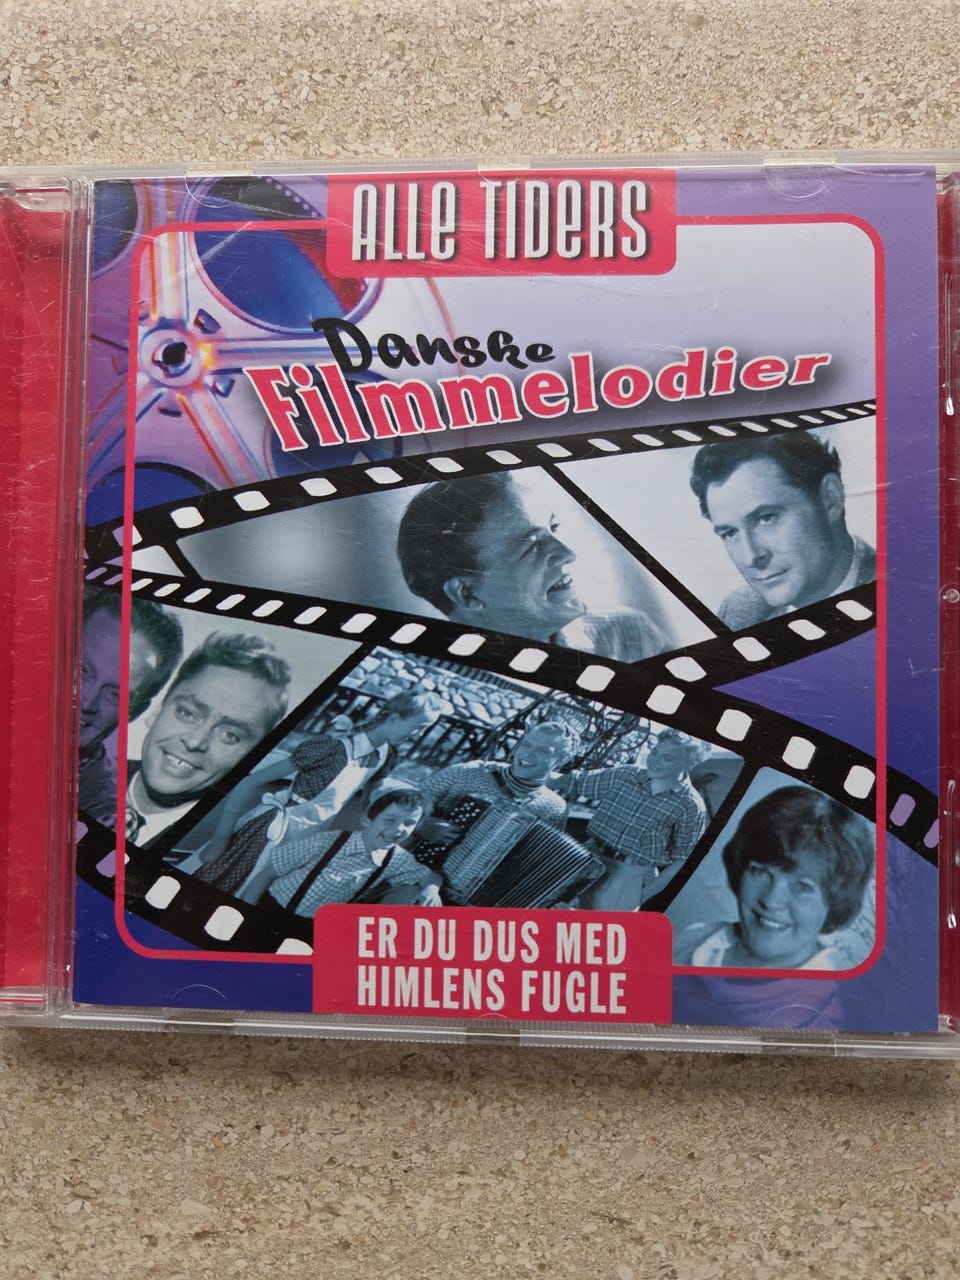 ALLE TIDERS
Danske
Filmmelodier
ER DU DUS MED
HIMLENS FUGLE